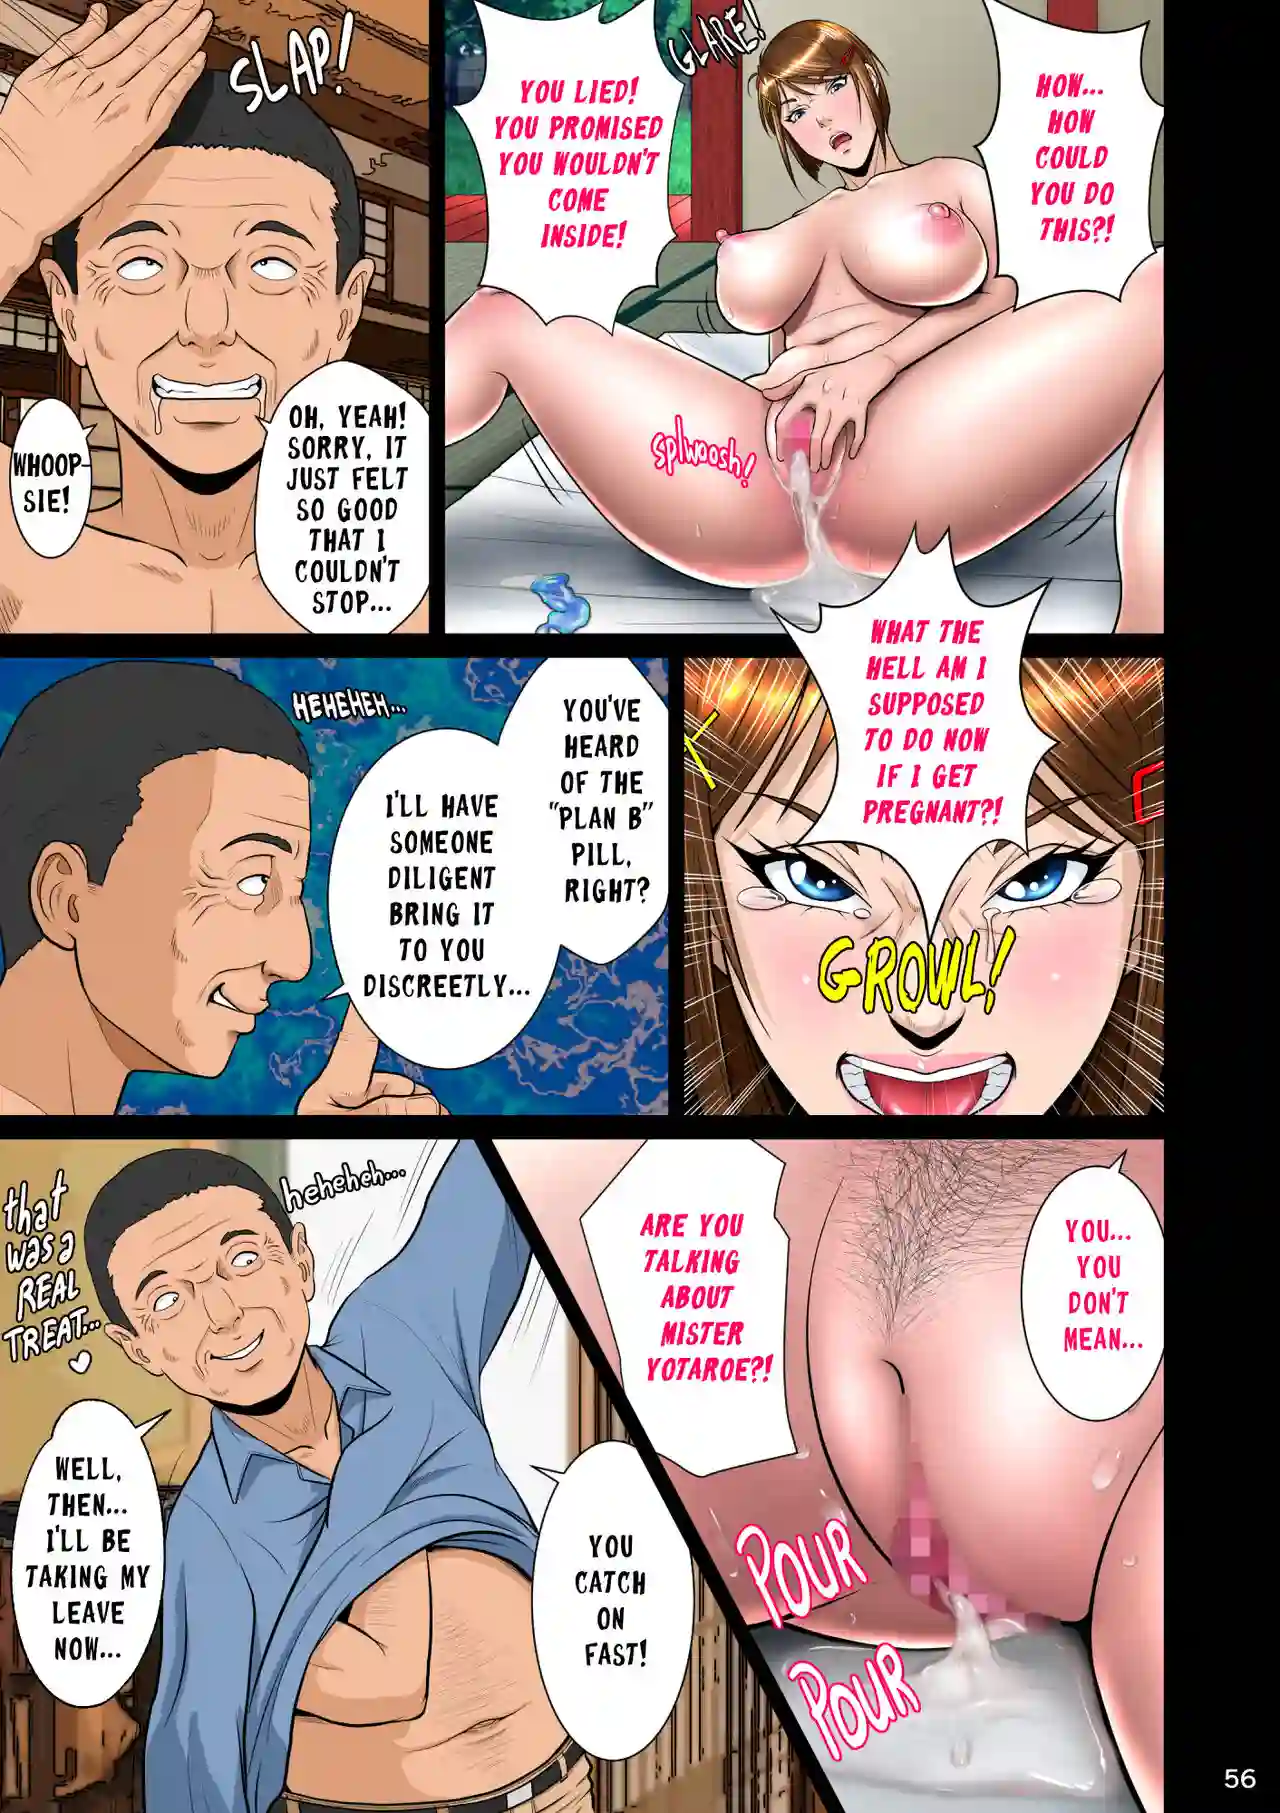 HOW...
HOW
COULD
YOU DO
THIS?!
GLARE!
YOU LIED!
YOU PROMISED
YOU WOULDN'T
COME
INSIDE!
splwoosh!
SLAP!
OH, YEAH!
SORRY, IT
JUST FELT
SO GOOD
THAT I
COULDN'T
STOP...
WHOOP-
SIE!
WHAT THE
HELL AM I
SUPPOSED
TO DO NOW
IF I GET
PREGNANT?!
GROWL!
YOU'VE
HEARD
OF THE
"PLAN B"
PILL,
RIGHT?
HEHEHEH...
I'LL HAVE
SOMEONE
DILIGENT
BRING IT
TO YOU
DISCREETLY...
YOU...
YOU
DON'T
MEAN...
ARE YOU
TALKING
ABOUT
MISTER
YOTAROE?!
POUR
POUR
heheheh...
YOU
CATCH
ON
FAST!
that
was a
REAL
TREAT...
WELL,
THEN...
I'LL BE
TAKING MY
LEAVE
NOW...
56